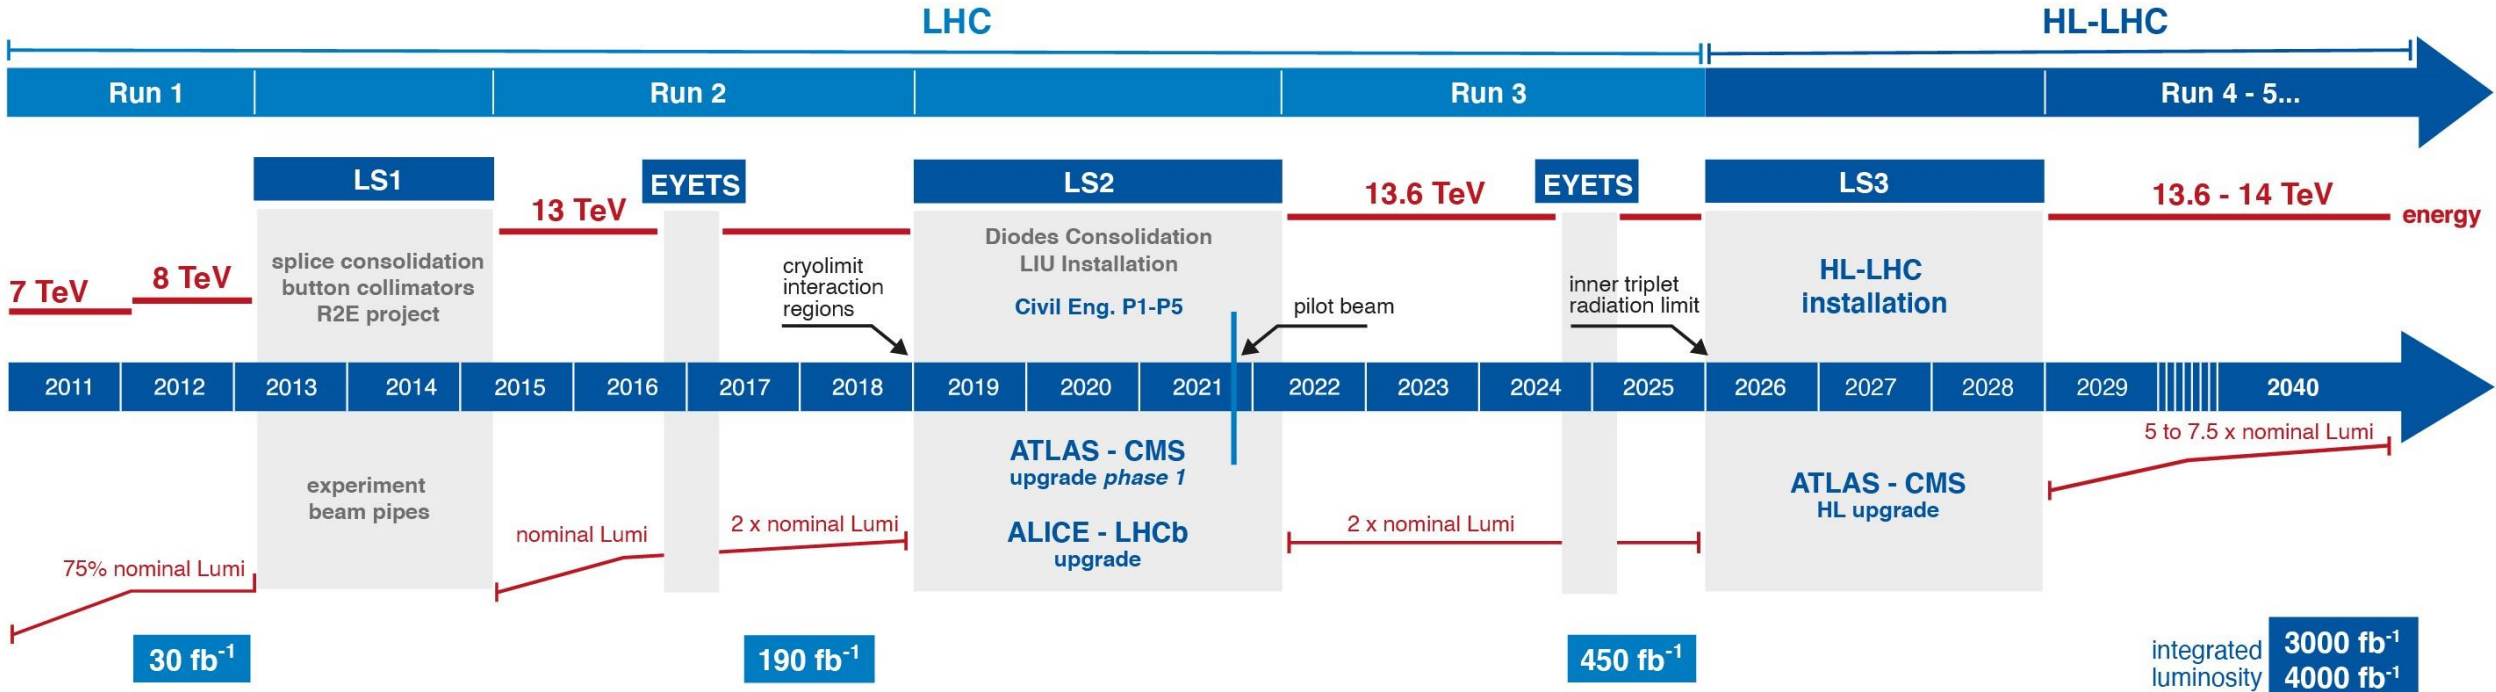 LHC
HL-LHC
Run 1
Run 2
Run 3
Run 4 - 5...
LS1
EYETS
LS2
EYETS
LS3
13 TeV
13.6 TeV
13.6 - 14 TeV
energy
7 TeV
8 TeV
splice consolidation
button collimators
R2E project
cryolimit
interaction
regions
Diodes Consolidation
LIU Installation
Civil Eng. P1-P5
pilot beam
inner triplet
radiation limit
HL-LHC
installation
2011 2012 2013 2014 2015 2016 2017 2018 2019 2020 2021 2022 2023 2024 2025 2026 2027 2028 2029 2040
5 to 7.5 x nominal Lumi
experiment
beam pipes
ATLAS - CMS
upgrade phase 1
ALICE - LHCb
upgrade
ATLAS - CMS
HL upgrade
75% nominal Lumi
nominal Lumi
2 x nominal Lumi
2 x nominal Lumi
30 fb⁻¹
190 fb⁻¹
450 fb⁻¹
integrated
luminosity
3000 fb⁻¹
4000 fb⁻¹